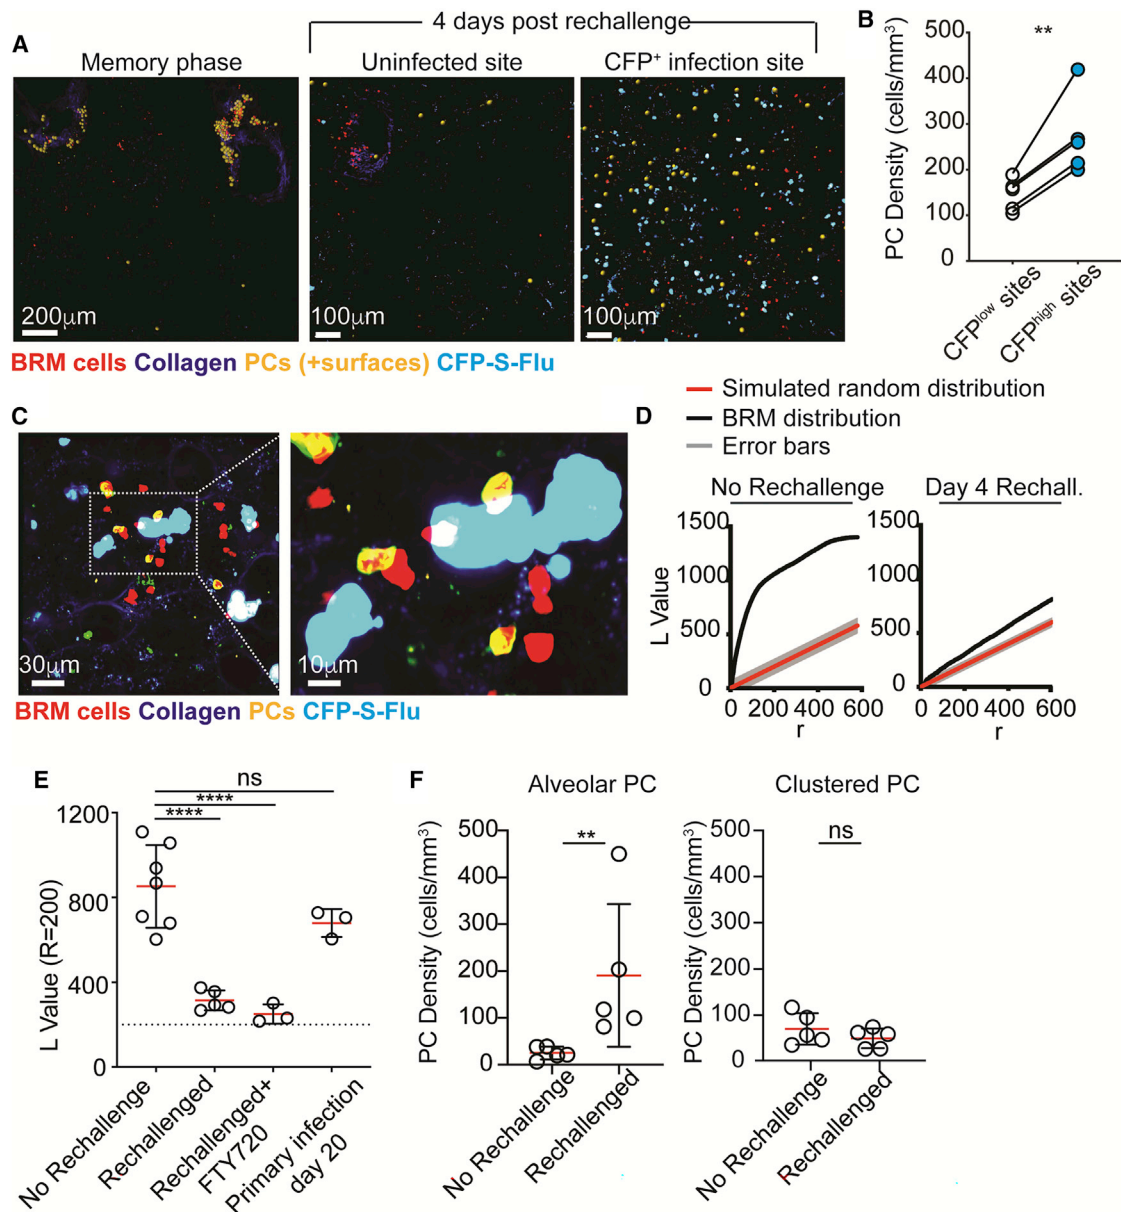 4 days post rechallenge
A
Memory phase
Uninfected site
CFP+ infection site
200μm
100μm
100μm
BRM cells Collagen PCs (+surfaces) CFP-S-Flu
B
**
PC Density (cells/mm³)
500
400
300
200
100
0
CFPlow sites
CFPhigh sites
C
30μm
10μm
BRM cells Collagen PCs CFP-S-Flu
Simulated random distribution
BRM distribution
Error bars
D
No Rechallenge
Day 4 Rechall.
L Value
1500
1000
500
0
0 200 400 600
r
1500
1000
500
0
0 200 400 600
r
E
ns
****
****
L Value (R=200)
1200
800
400
0
No Rechallenge
Rechallenged
Rechallenged+
FTY720
Primary infection
day 20
F
Alveolar PC
**
PC Density (cells/mm³)
500
400
300
200
100
0
No Rechallenge
Rechallenged
Clustered PC
ns
PC Density (cells/mm³)
500
400
300
200
100
0
No Rechallenge
Rechallenged